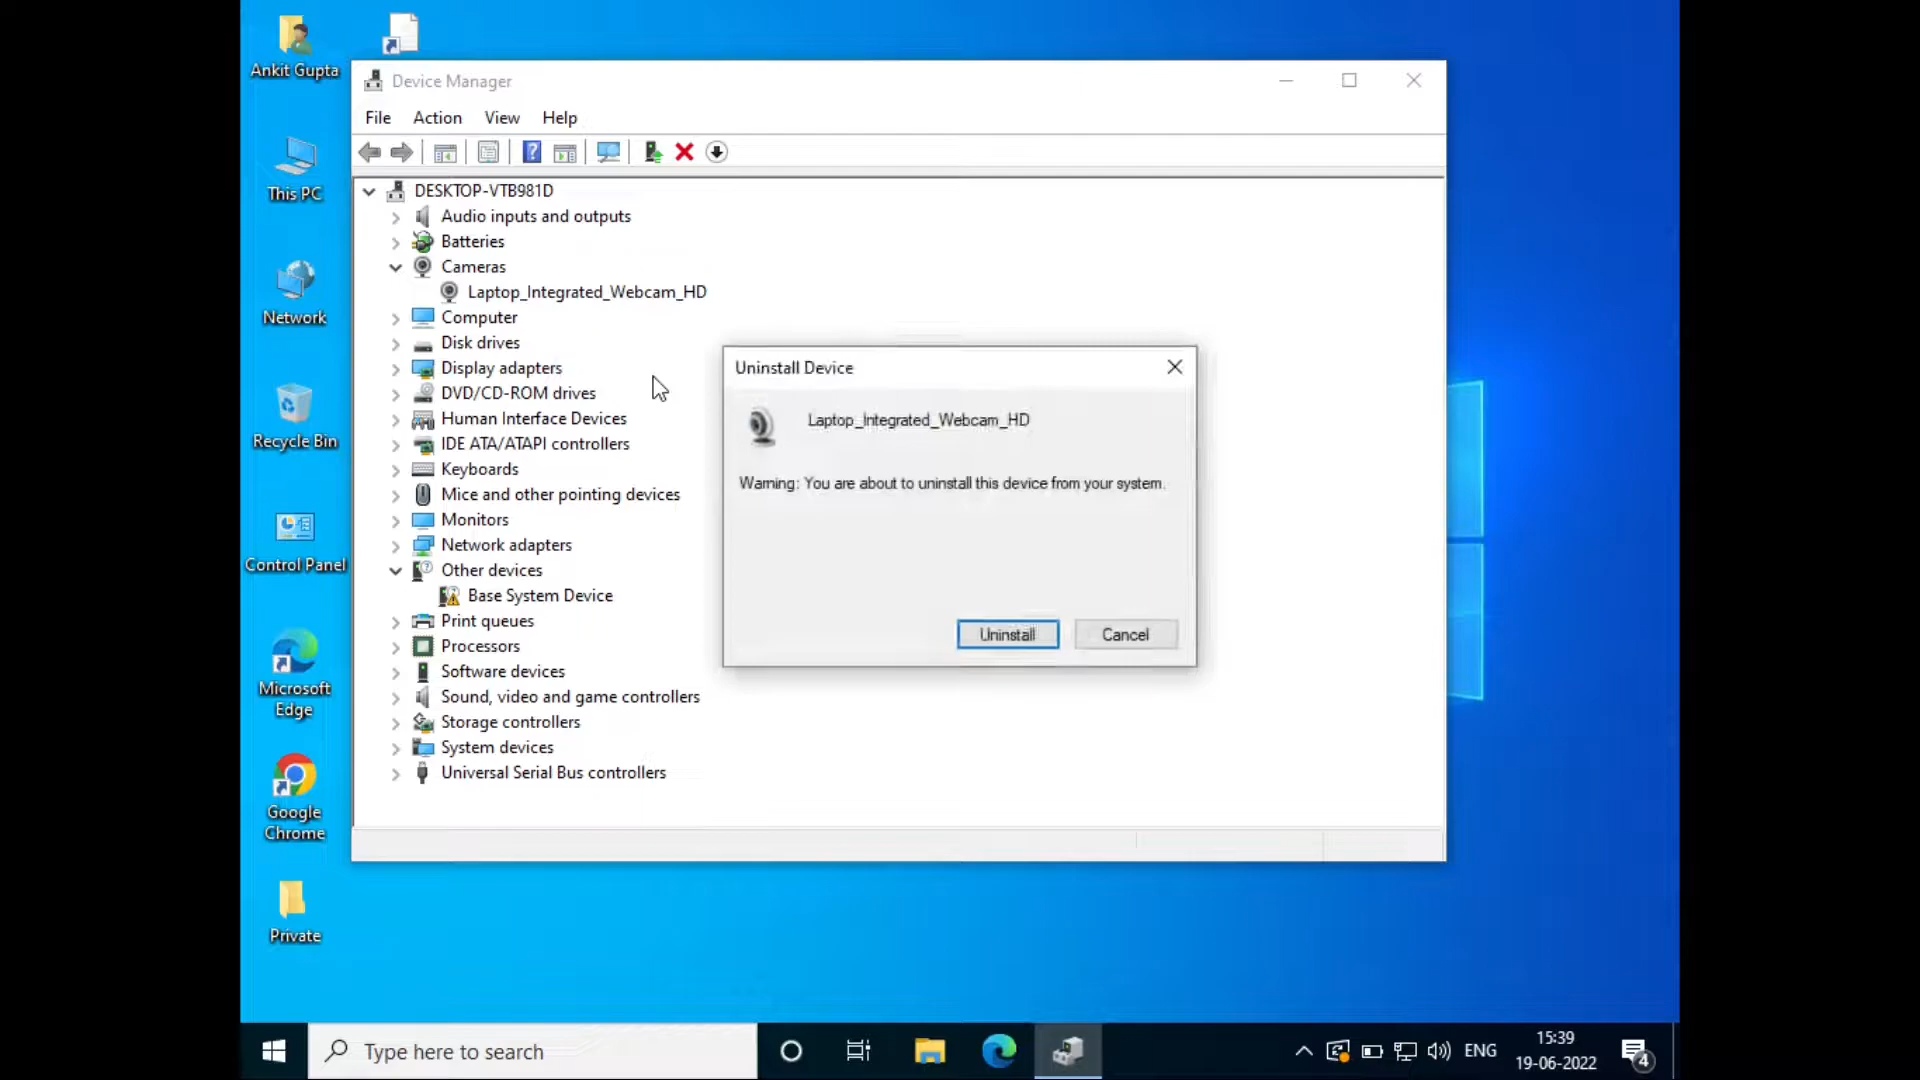 Ankit Gupta
This PC
Network
Recycle Bin
Control Panel
Microsoft
Edge
Google
Chrome
Private
Device Manager
File Action View Help
DESKTOP-VTB981D
Audio inputs and outputs
Batteries
Cameras
Laptop_Integrated_Webcam_HD
Computer
Disk drives
Display adapters
DVD/CD-ROM drives
Human Interface Devices
IDE ATA/ATAPI controllers
Keyboards
Mice and other pointing devices
Monitors
Network adapters
Other devices
Base System Device
Print queues
Processors
Software devices
Sound, video and game controllers
Storage controllers
System devices
Universal Serial Bus controllers
Uninstall Device
Laptop_Integrated_Webcam_HD
Warning: You are about to uninstall this device from your system.
Uninstall Cancel
Type here to search
ENG
15:39
19-06-2022
4